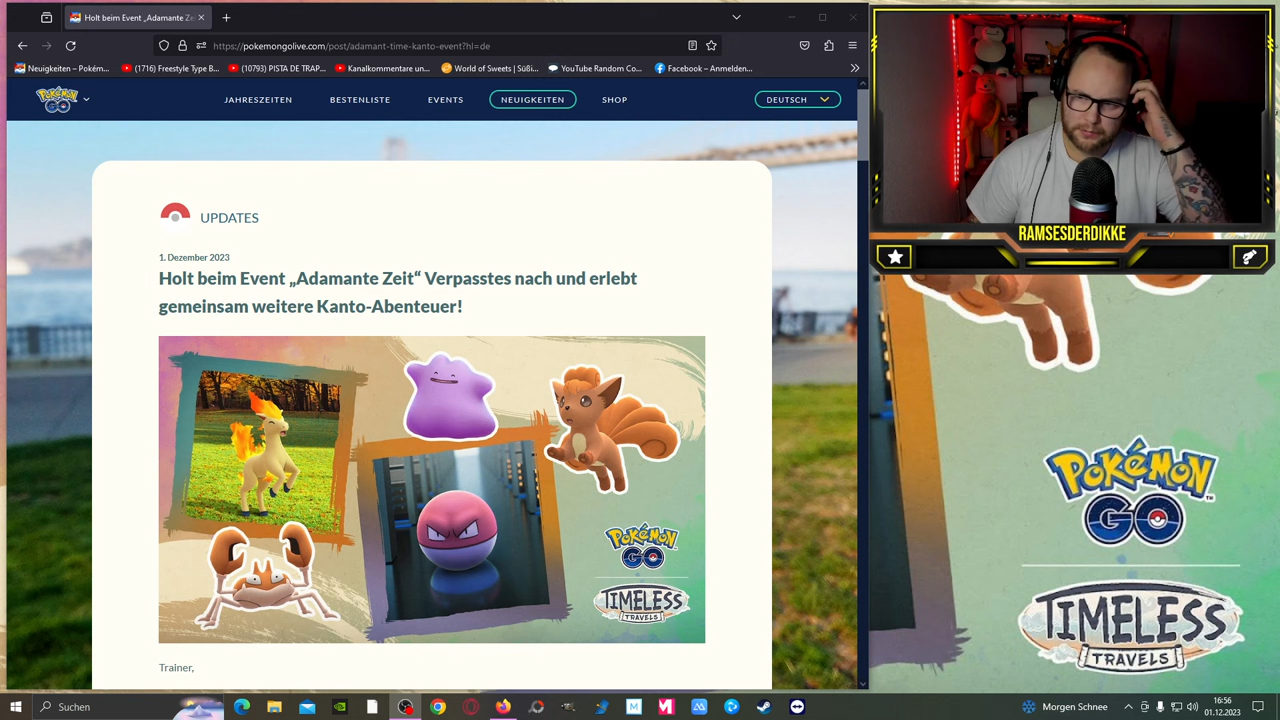 Holt beim Event „Adamante Ze
https://pokemongolive.com/post/adamant-time-kanto-event?hl=de
Neuigkeiten – Pokém...
(1716) Freestyle Type B...
(10793) PISTA DE TRAP...
Kanalkommentare un...
World of Sweets | Süßi...
YouTube Random Co...
Facebook – Anmelden...
POKÉMON GO
JAHRESZEITEN
BESTENLISTE
EVENTS
NEUIGKEITEN
SHOP
DEUTSCH
UPDATES
1. Dezember 2023
Holt beim Event „Adamante Zeit“ Verpasstes nach und erlebt
gemeinsam weitere Kanto-Abenteuer!
POKÉMON
GO
TIMELESS
TRAVELS
Trainer,
RAMSESDERDIKKE
POKÉMON
GO
TIMELESS
TRAVELS
Suchen
Morgen Schnee
16:56
01.12.2023